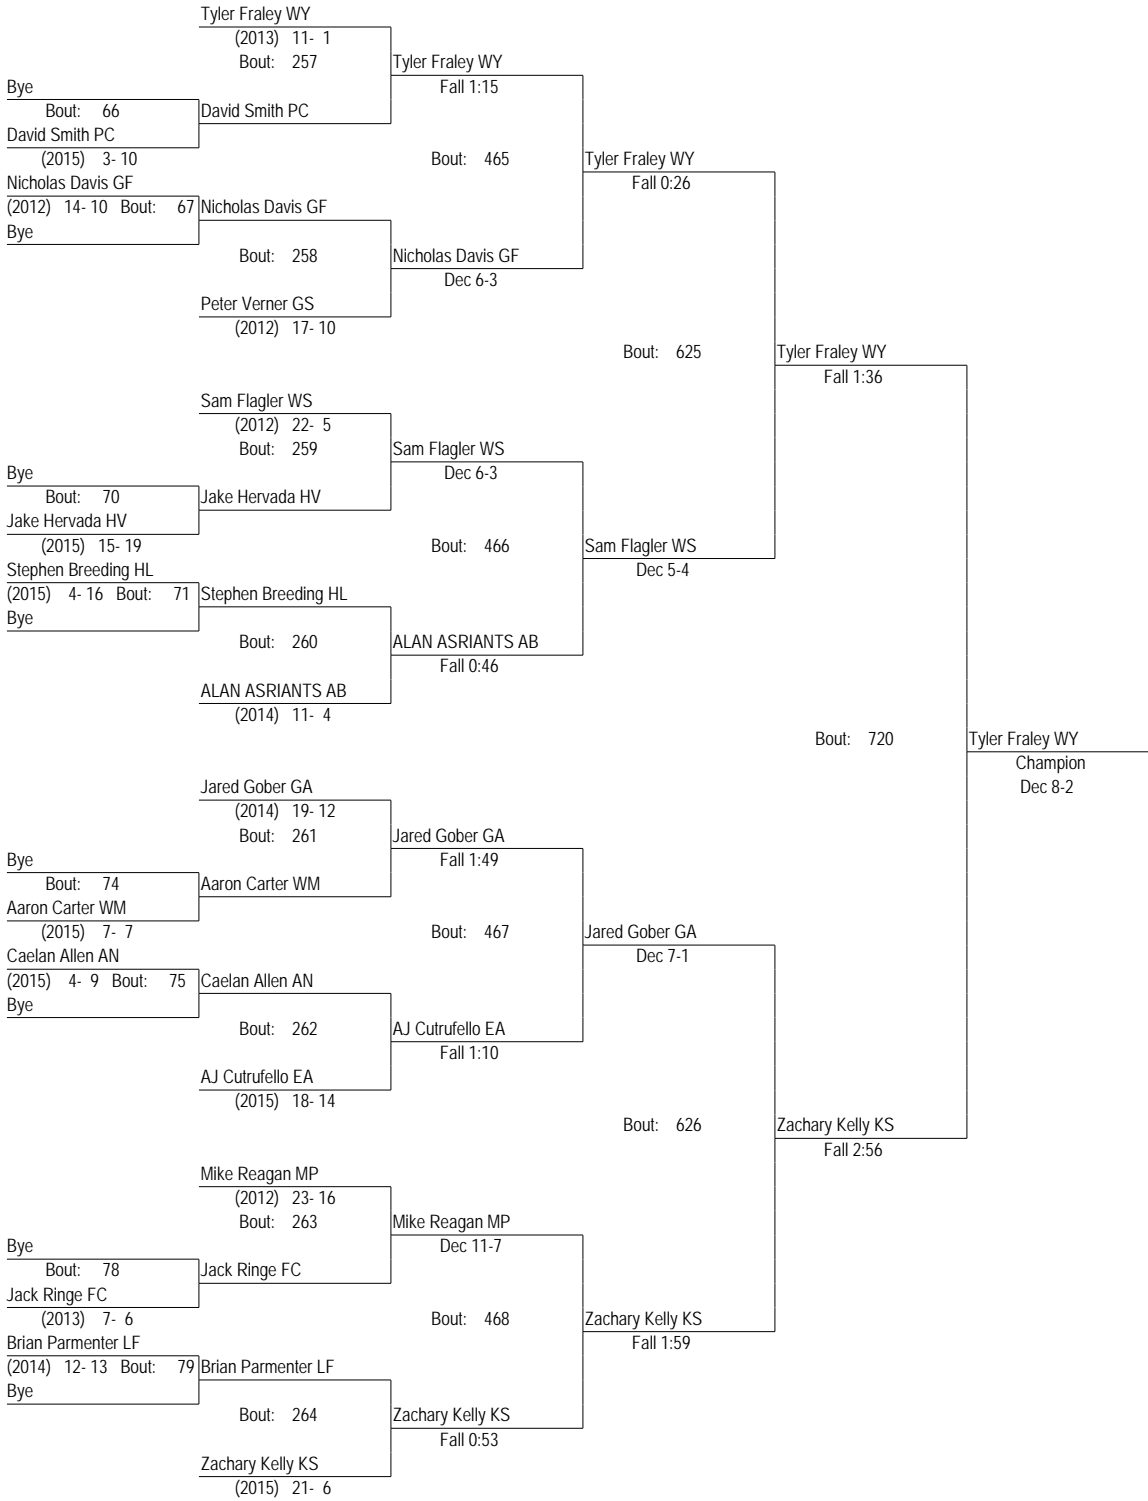 Tyler Fraley WY
(2013) 11- 1
Bout: 257
Tyler Fraley WY
Fall 1:15
Bye
Bout: 66
David Smith PC
David Smith PC
(2015) 3- 10
Bout: 465
Tyler Fraley WY
Fall 0:26
Nicholas Davis GF
(2012) 14- 10 Bout: 67
Nicholas Davis GF
Bye
Bout: 258
Nicholas Davis GF
Dec 6-3
Peter Verner GS
(2012) 17- 10
Bout: 625
Tyler Fraley WY
Fall 1:36
Sam Flagler WS
(2012) 22- 5
Bout: 259
Sam Flagler WS
Dec 6-3
Bye
Bout: 70
Jake Hervada HV
Jake Hervada HV
(2015) 15- 19
Bout: 466
Sam Flagler WS
Dec 5-4
Stephen Breeding HL
(2015) 4- 16 Bout: 71
Stephen Breeding HL
Bye
Bout: 260
ALAN ASRIANTS AB
Fall 0:46
ALAN ASRIANTS AB
(2014) 11- 4
Bout: 720
Tyler Fraley WY
Champion
Dec 8-2
Jared Gober GA
(2014) 19- 12
Bout: 261
Jared Gober GA
Fall 1:49
Bye
Bout: 74
Aaron Carter WM
Aaron Carter WM
(2015) 7- 7
Bout: 467
Jared Gober GA
Dec 7-1
Caelan Allen AN
(2015) 4- 9 Bout: 75
Caelan Allen AN
Bye
Bout: 262
AJ Cutrufello EA
Fall 1:10
AJ Cutrufello EA
(2015) 18- 14
Bout: 626
Zachary Kelly KS
Fall 2:56
Mike Reagan MP
(2012) 23- 16
Bout: 263
Mike Reagan MP
Dec 11-7
Bye
Bout: 78
Jack Ringe FC
Jack Ringe FC
(2013) 7- 6
Bout: 468
Zachary Kelly KS
Fall 1:59
Brian Parmenter LF
(2014) 12- 13 Bout: 79
Brian Parmenter LF
Bye
Bout: 264
Zachary Kelly KS
Fall 0:53
Zachary Kelly KS
(2015) 21- 6